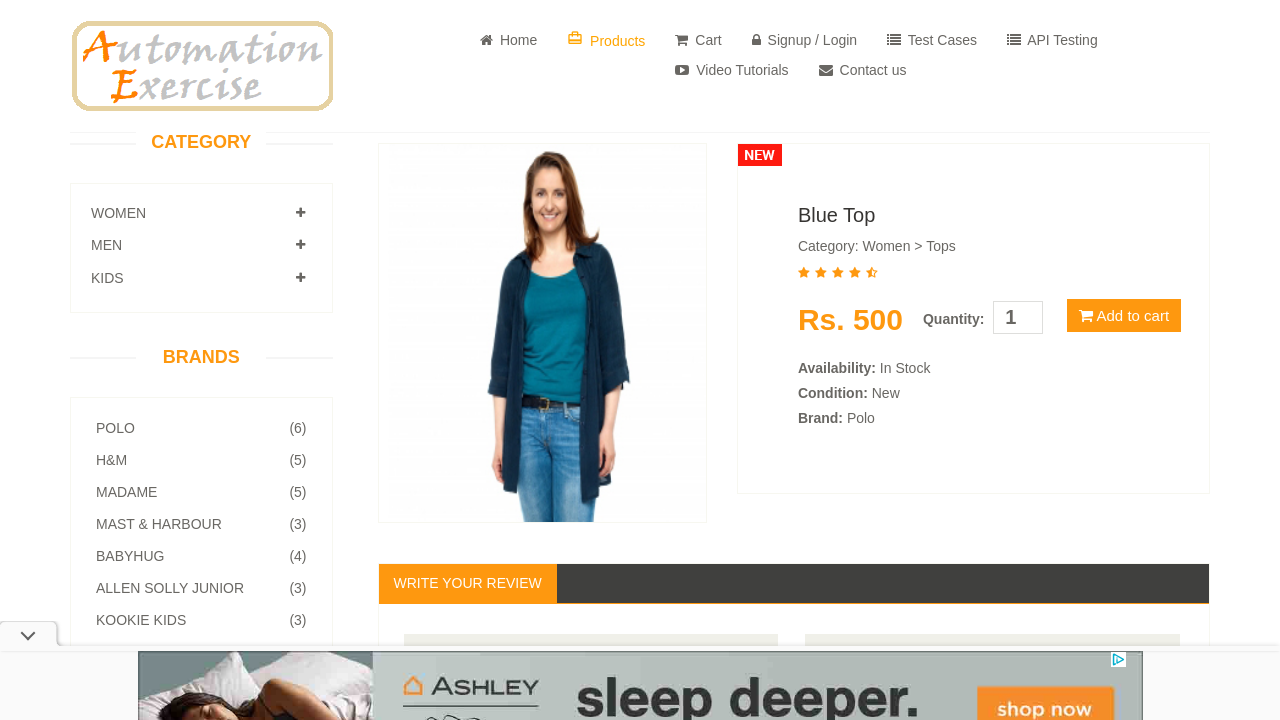 Automation
Exercise
Home
Products
Cart
Signup / Login
Test Cases
API Testing
Video Tutorials
Contact us
CATEGORY
WOMEN
MEN
KIDS
BRANDS
POLO (6)
H&M (5)
MADAME (5)
MAST & HARBOUR (3)
BABYHUG (4)
ALLEN SOLLY JUNIOR (3)
KOOKIE KIDS (3)
NEW
Blue Top
Category: Women > Tops
Rs. 500
Quantity: 1
Add to cart
Availability: In Stock
Condition: New
Brand: Polo
WRITE YOUR REVIEW
ASHLEY
sleep deeper.
shop now